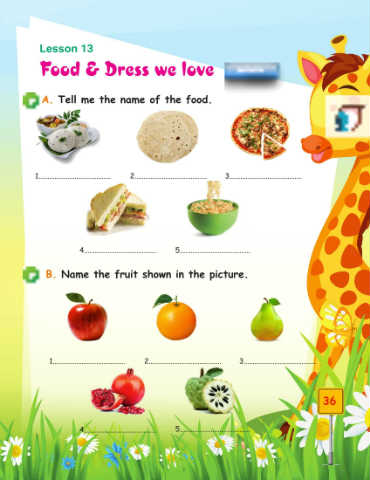 Lesson 13
Food & Dress we love
A. Tell me the name of the food.
1.............................. 2.............................. 3..............................
4.............................. 5..............................
B. Name the fruit shown in the picture.
1.............................. 2.............................. 3..............................
4.............................. 5..............................
36